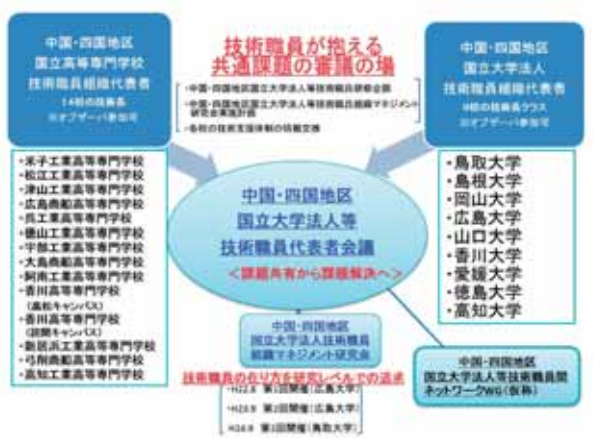 中国・四国地区
国立高等専門学校
技術職員組織代表者
14校の技術長
※オブザーバ参加可
技術職員が抱える
共通課題の審議の場
・中国・四国地区国立大学法人等技術職員研修企画
・中国・四国地区国立大学法人等技術職員組織マネジメント
研究会実施計画
・各校の技術支援体制の情報交換
中国・四国地区
国立大学法人
技術職員組織代表者
9校の技術長クラス
※オブザーバ参加可
・米子工業高等専門学校
・松江工業高等専門学校
・津山工業高等専門学校
・広島商船高等専門学校
・呉工業高等専門学校
・徳山工業高等専門学校
・宇部工業高等専門学校
・大島商船高等専門学校
・阿南工業高等専門学校
・香川高等専門学校
(高松キャンパス)
・香川高等専門学校
(詫間キャンパス)
・新居浜工業高等専門学校
・弓削商船高等専門学校
・高知工業高等専門学校
中国・四国地区
国立大学法人等
技術職員代表者会議
<課題共有から課題解決へ>
・鳥取大学
・島根大学
・岡山大学
・広島大学
・山口大学
・香川大学
・愛媛大学
・徳島大学
・高知大学
中国・四国地区
国立大学法人技術職員
組織マネジメント研究会
技術職員の在り方を研究レベルでの追求
・H22.8 第1回開催(広島大学)
・H23.9 第2回開催(広島大学)
H24.9 第3回開催(鳥取大学)
中国・四国地区
国立大学法人等技術職員間
ネットワークWG(仮称)